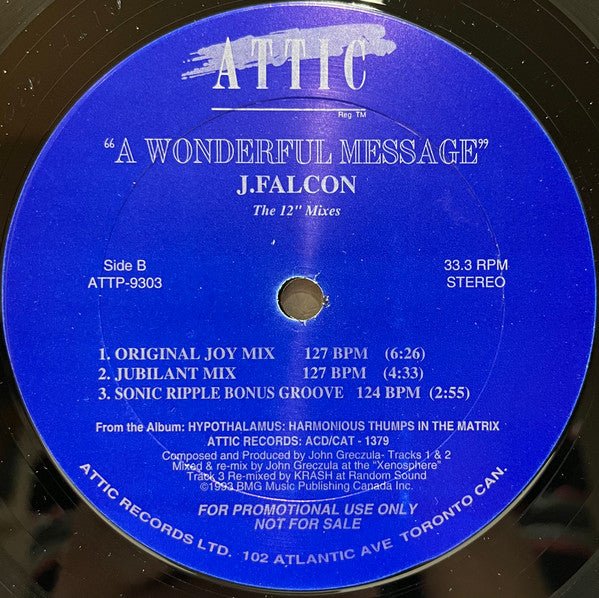 ATTIC
Reg. TM
"A WONDERFUL MESSAGE"
J.FALCON
The 12" Mixes
Side B
ATTP-9303
33.3 RPM
STEREO
1. ORIGINAL JOY MIX 127 BPM (6:26)
2. JUBILANT MIX 127 BPM (4:33)
3. SONIC RIPPLE BONUS GROOVE 124 BPM (2:55)
From the Album: HYPOTHALAMUS: HARMONIOUS THUMPS IN THE MATRIX
ATTIC RECORDS: ACD/CAT - 1379
Composed and Produced by John Greczula- Tracks 1 & 2
Mixed & re-mix by John Greczula at the "Xenosphere"
Track 3 Re-mixed by KRASH at Random Sound
©1993 BMG Music Publishing Canada Inc.
FOR PROMOTIONAL USE ONLY
NOT FOR SALE
ATTIC RECORDS LTD. 102 ATLANTIC AVE TORONTO CAN.